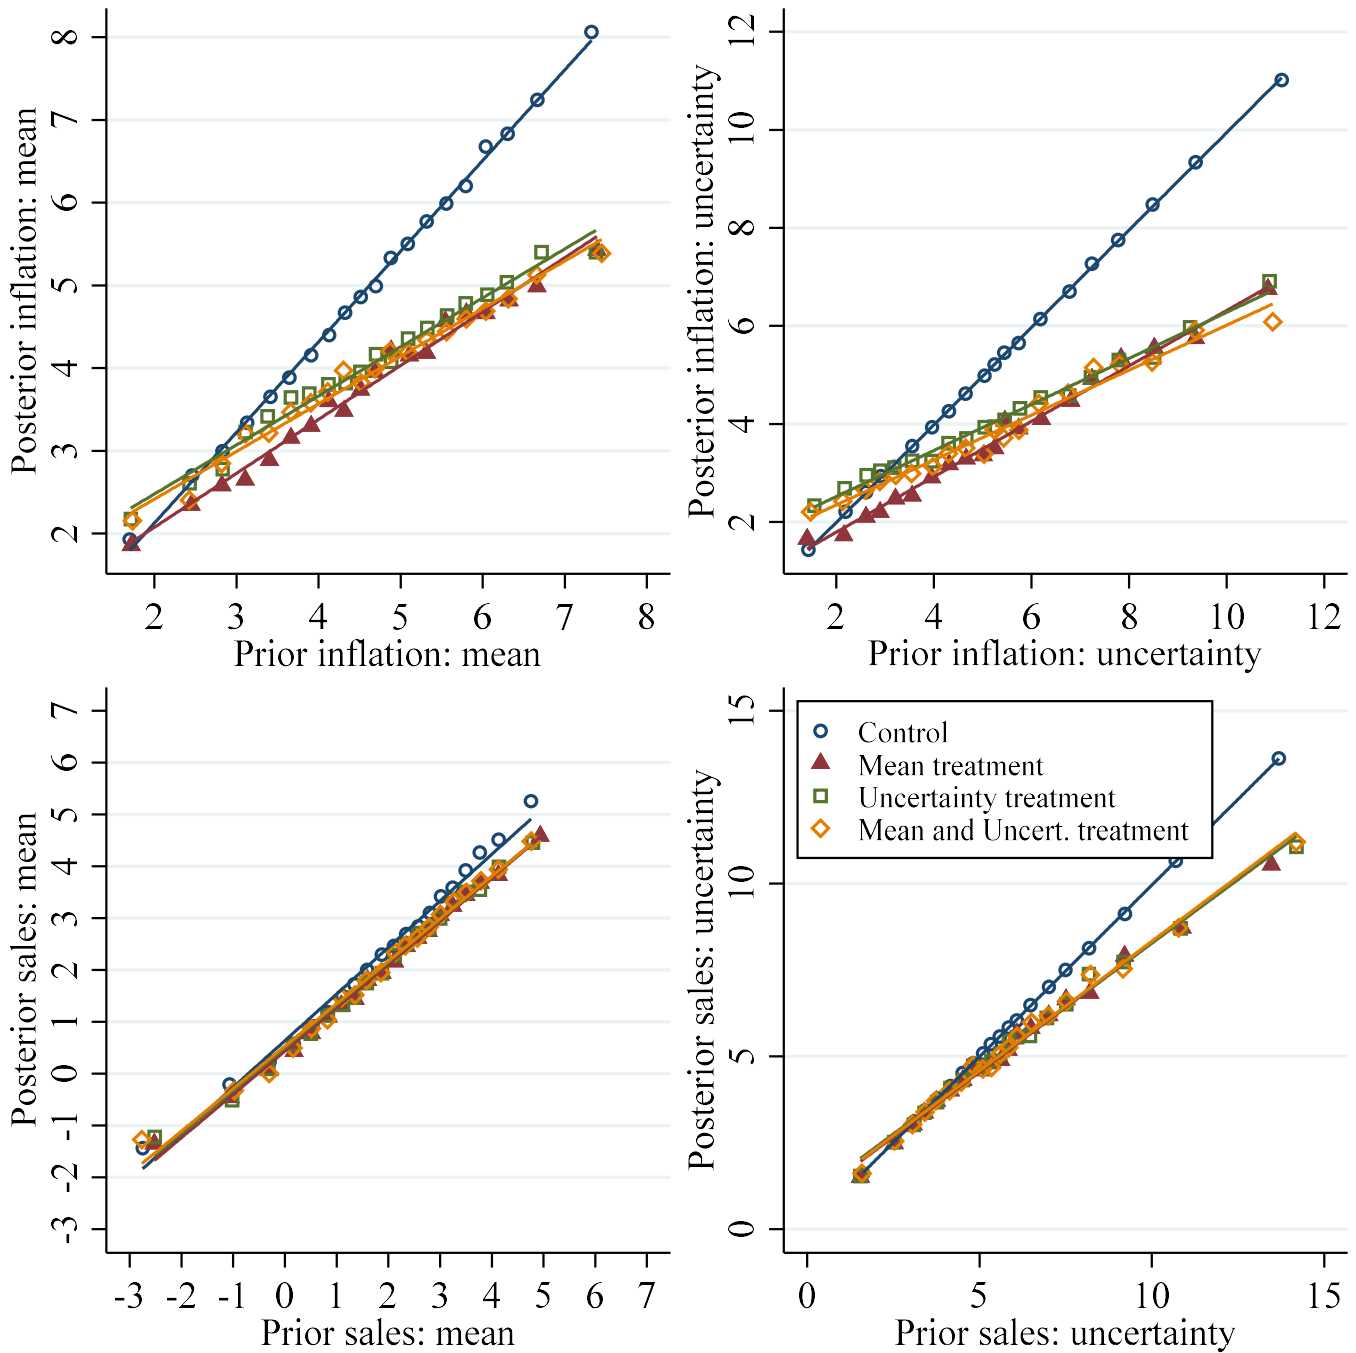 Posterior inflation: mean
8
7
6
5
4
3
2
2 3 4 5 6 7 8
Prior inflation: mean
Posterior inflation: uncertainty
12
10
8
6
4
2
2 4 6 8 10 12
Prior inflation: uncertainty
Posterior sales: mean
7
6
5
4
3
2
1
0
-1
-2
-3
-3 -2 -1 0 1 2 3 4 5 6 7
Prior sales: mean
Posterior sales: uncertainty
15
10
5
0
Control
Mean treatment
Uncertainty treatment
Mean and Uncert. treatment
0 5 10 15
Prior sales: uncertainty